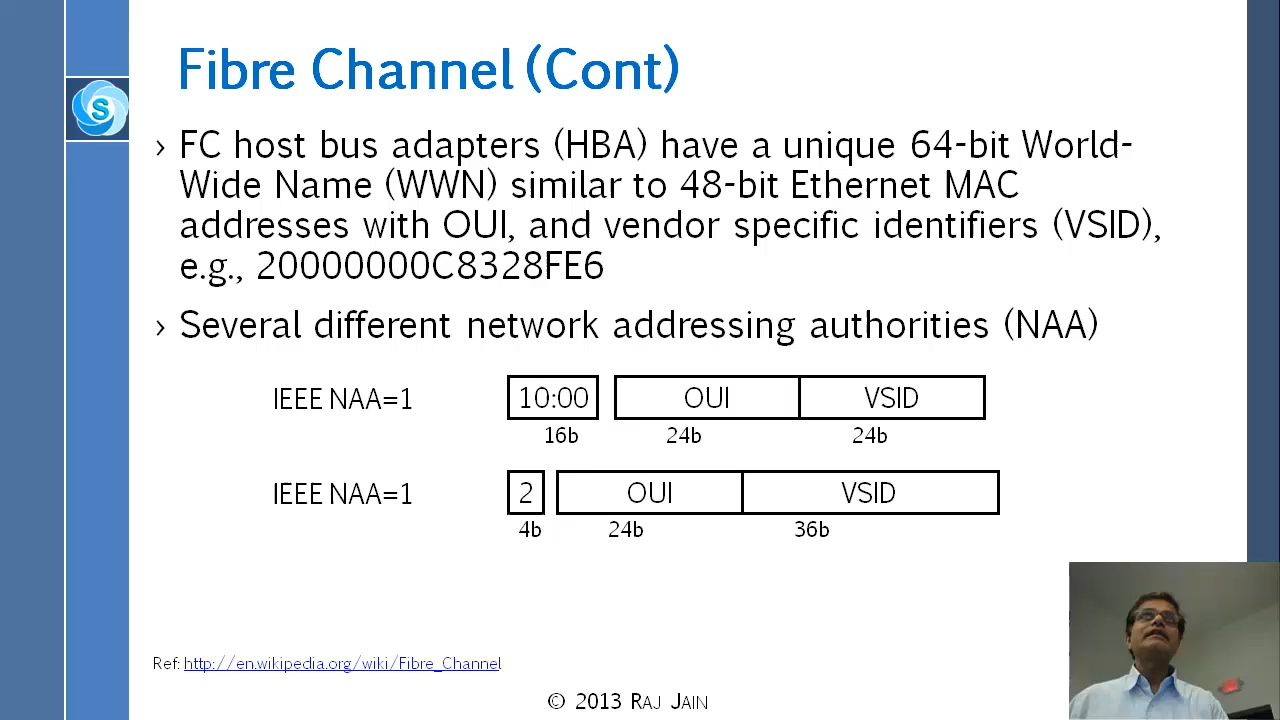 Fibre Channel (Cont)
S
› FC host bus adapters (HBA) have a unique 64-bit World-
Wide Name (WWN) similar to 48-bit Ethernet MAC
addresses with OUI, and vendor specific identifiers (VSID),
e.g., 20000000C8328FE6
› Several different network addressing authorities (NAA)
IEEE NAA=1 10:00 OUI VSID
16b 24b 24b
IEEE NAA=1 2 OUI VSID
4b 24b 36b
Ref: http://en.wikipedia.org/wiki/Fibre_Channel
© 2013 RAJ JAIN